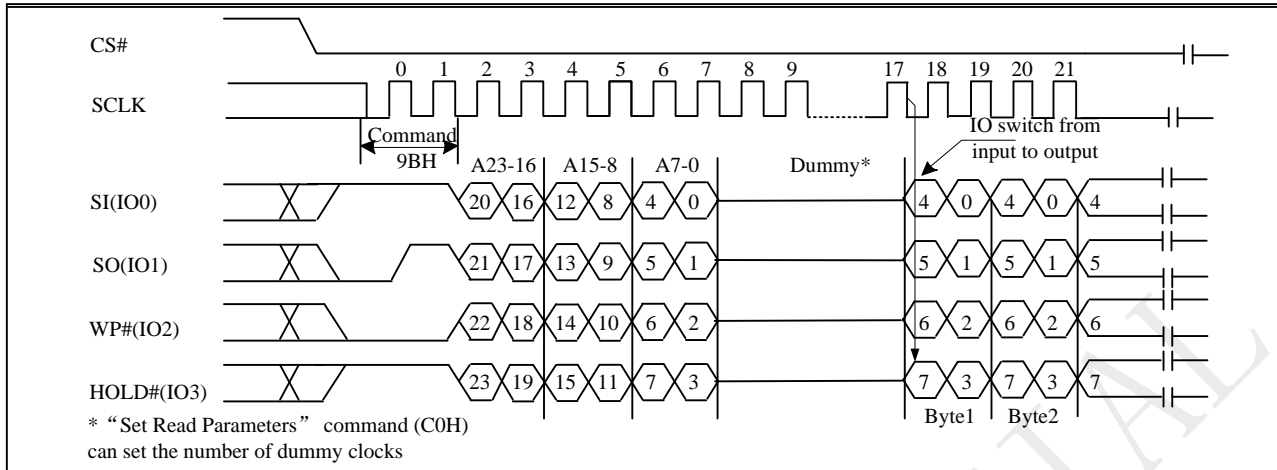 CS#
0 1 2 3 4 5 6 7 8 9 17 18 19 20 21
SCLK
IO switch from
input to output
Command
9BH
A23-16 A15-8 A7-0 Dummy*
SI(IO0) 20 16 12 8 4 0 4 0 4 0 4
SO(IO1) 21 17 13 9 5 1 5 1 5 1 5
WP#(IO2) 22 18 14 10 6 2 6 2 6 2 6
HOLD#(IO3) 23 19 15 11 7 3 7 3 7 3 7
Byte1 Byte2
* “Set Read Parameters” command (C0H)
can set the number of dummy clocks
IAL